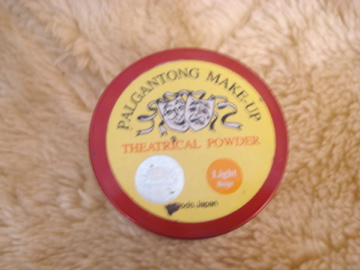 PALGANTONG MAKE-UP
THEATRICAL POWDER
Light
Beige
Japan